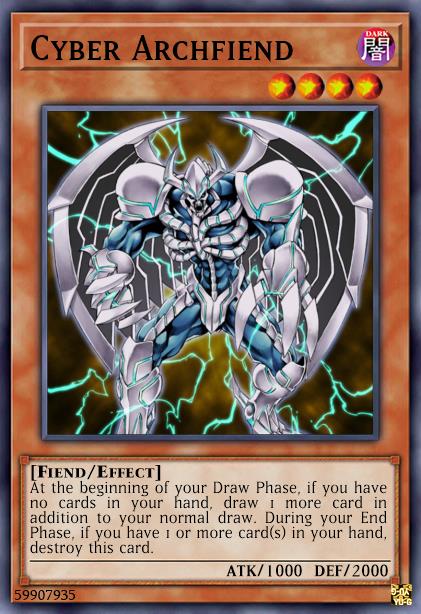 CYBER ARCHFIEND
DARK
闇
[FIEND/EFFECT]
At the beginning of your Draw Phase, if you have
no cards in your hand, draw 1 more card in
addition to your normal draw. During your End
Phase, if you have 1 or more card(s) in your hand,
destroy this card.
ATK/1000 DEF/2000
59907935